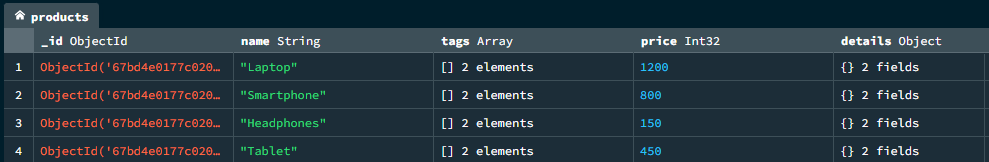 products
_id ObjectId name String tags Array price Int32 details Object
1 ObjectId('67bd4e0177c020… "Laptop" [] 2 elements 1200 {} 2 fields
2 ObjectId('67bd4e0177c020… "Smartphone" [] 2 elements 800 {} 2 fields
3 ObjectId('67bd4e0177c020… "Headphones" [] 2 elements 150 {} 2 fields
4 ObjectId('67bd4e0177c020… "Tablet" [] 2 elements 450 {} 2 fields